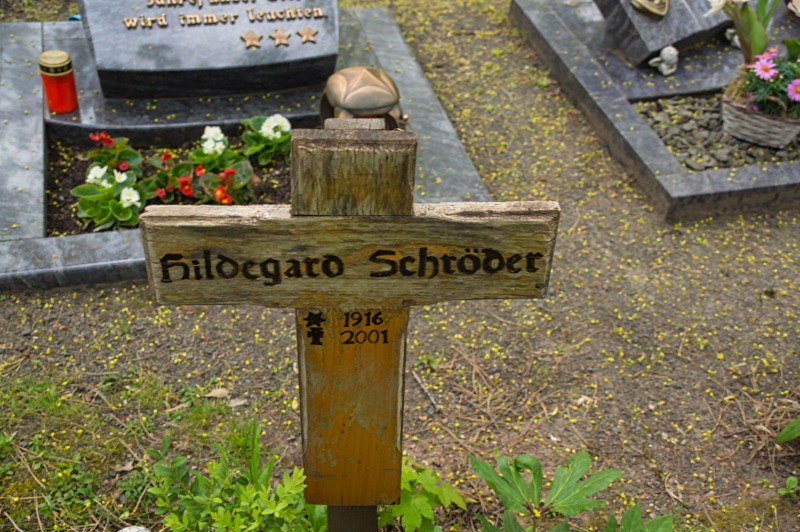 wird immer leuchten.
Hildegard Schröder
1916
2001